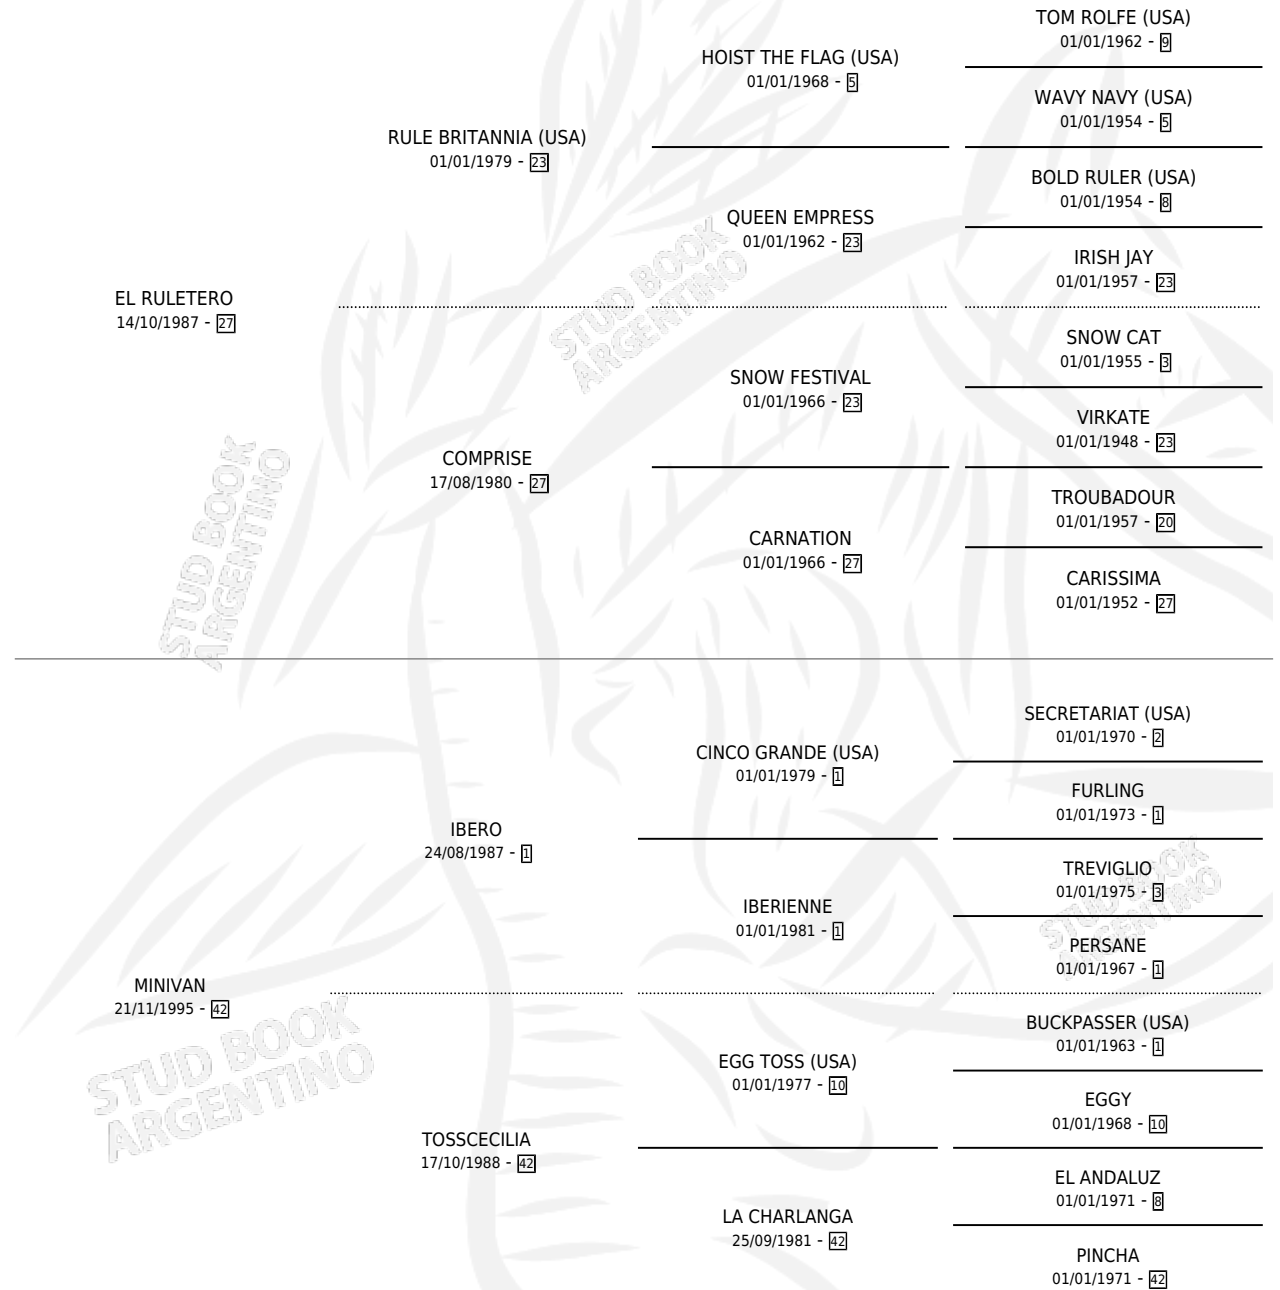 TOM ROLFE (USA)
01/01/1962 - 9
HOIST THE FLAG (USA)
01/01/1968 - 5
WAVY NAVY (USA)
01/01/1954 - 5
RULE BRITANNIA (USA)
01/01/1979 - 23
BOLD RULER (USA)
01/01/1954 - 8
QUEEN EMPRESS
01/01/1962 - 23
IRISH JAY
01/01/1957 - 23
EL RULETERO
14/10/1987 - 27
SNOW CAT
01/01/1955 - 3
SNOW FESTIVAL
01/01/1966 - 23
VIRKATE
01/01/1948 - 23
COMPRISE
17/08/1980 - 27
TROUBADOUR
01/01/1957 - 20
CARNATION
01/01/1966 - 27
CARISSIMA
01/01/1952 - 27
SECRETARIAT (USA)
01/01/1970 - 2
CINCO GRANDE (USA)
01/01/1979 - 1
FURLING
01/01/1973 - 1
IBERO
24/08/1987 - 1
TREVIGLIO
01/01/1975 - 3
IBERIENNE
01/01/1981 - 1
PERSANE
01/01/1967 - 1
MINIVAN
21/11/1995 - 42
BUCKPASSER (USA)
01/01/1963 - 1
EGG TOSS (USA)
01/01/1977 - 10
EGGY
01/01/1968 - 10
TOSSCECILIA
17/10/1988 - 42
EL ANDALUZ
01/01/1971 - 8
LA CHARLANGA
25/09/1981 - 42
PINCHA
01/01/1971 - 42
STUD BOOK
ARGENTINO
STUD BOOK
ARGENTINO
STUD BOOK
ARGENTINO
STUD BOOK
ARGENTINO